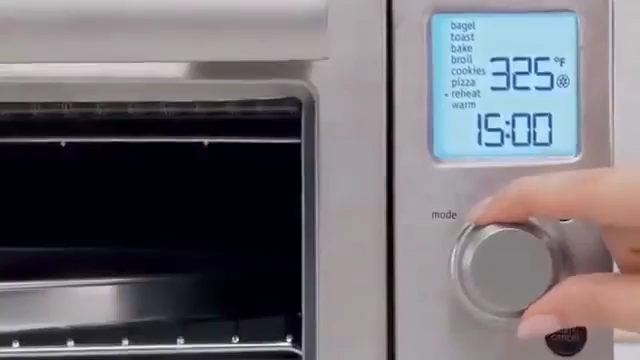 bagel
toast
bake
broil
cookies
pizza
reheat
warm
325°F
15:00
mode